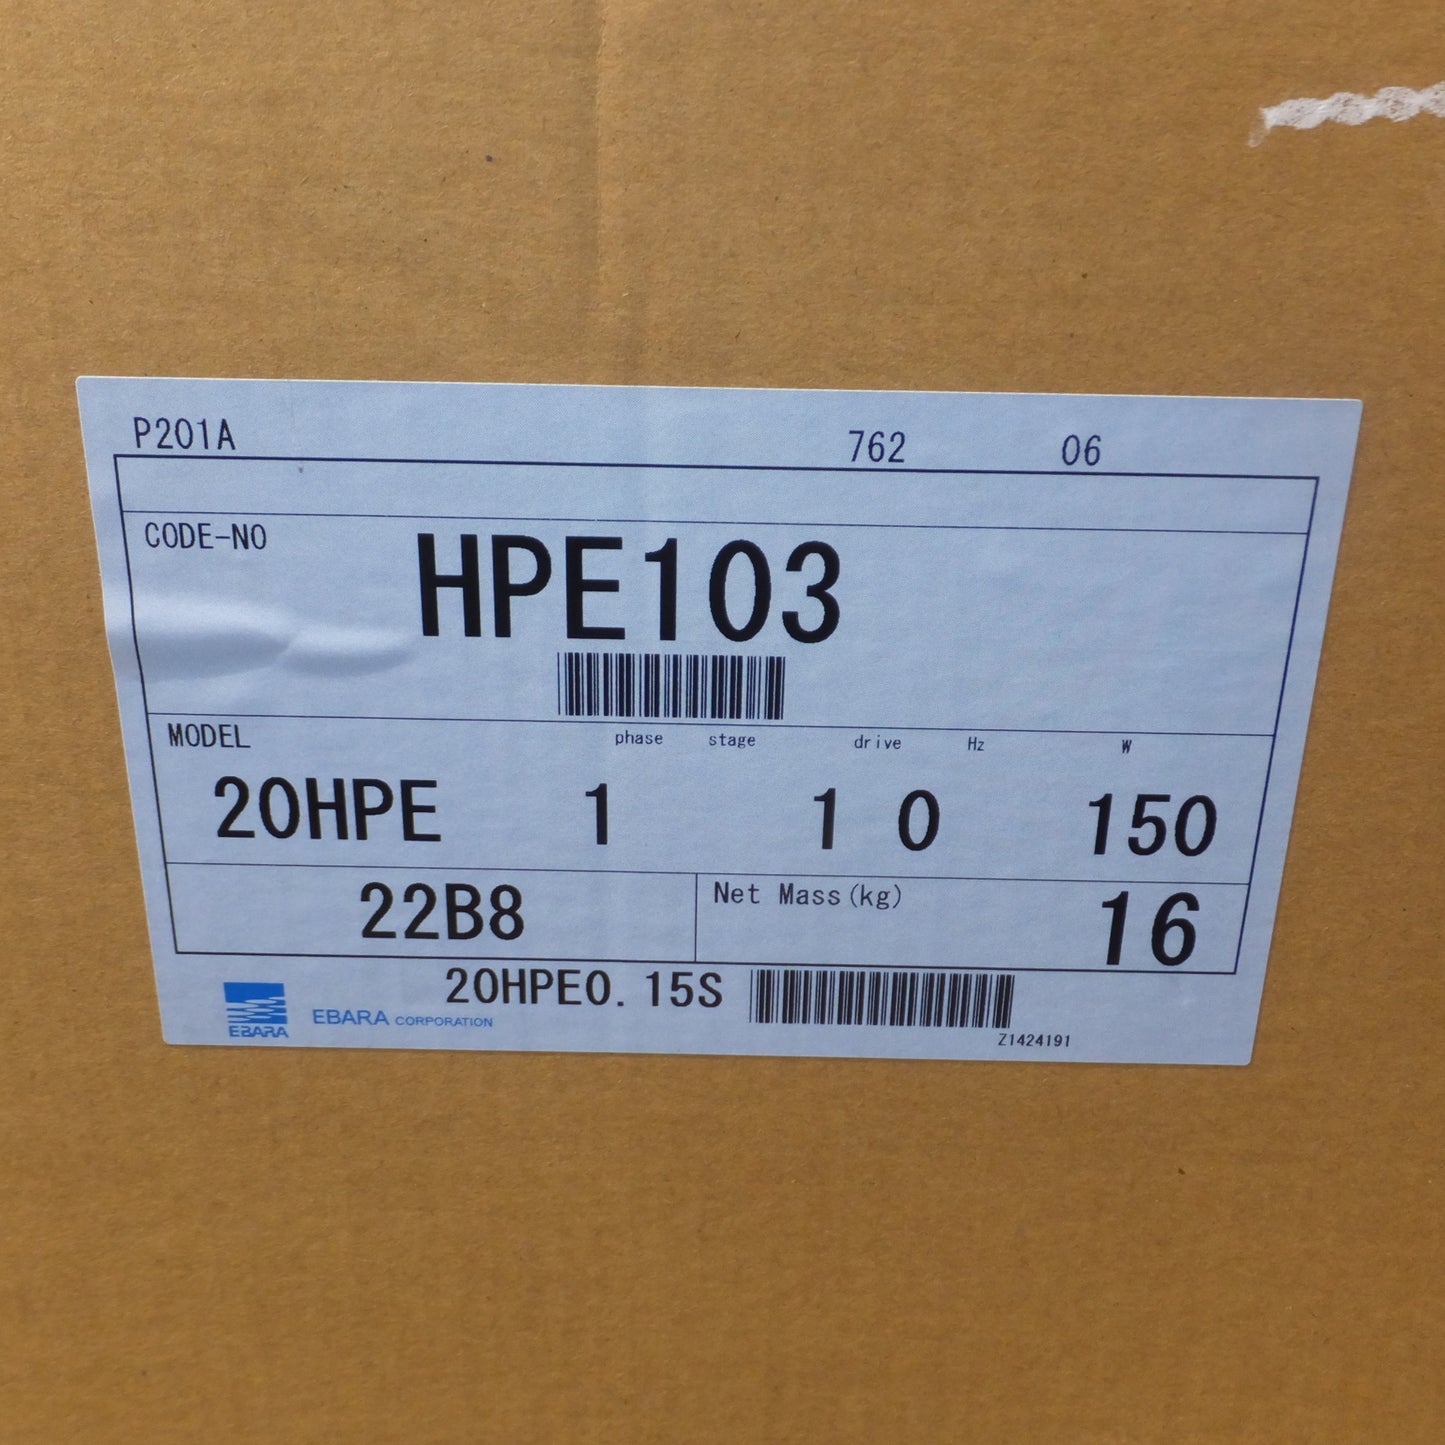 P201A 762 06
CODE-NO HPE103
MODEL phase stage drive Hz W
20HPE 1 1 0 150
22B8 Net Mass(kg) 16
20HPE0.15S
EBARA EBARA CORPORATION
Z1424191